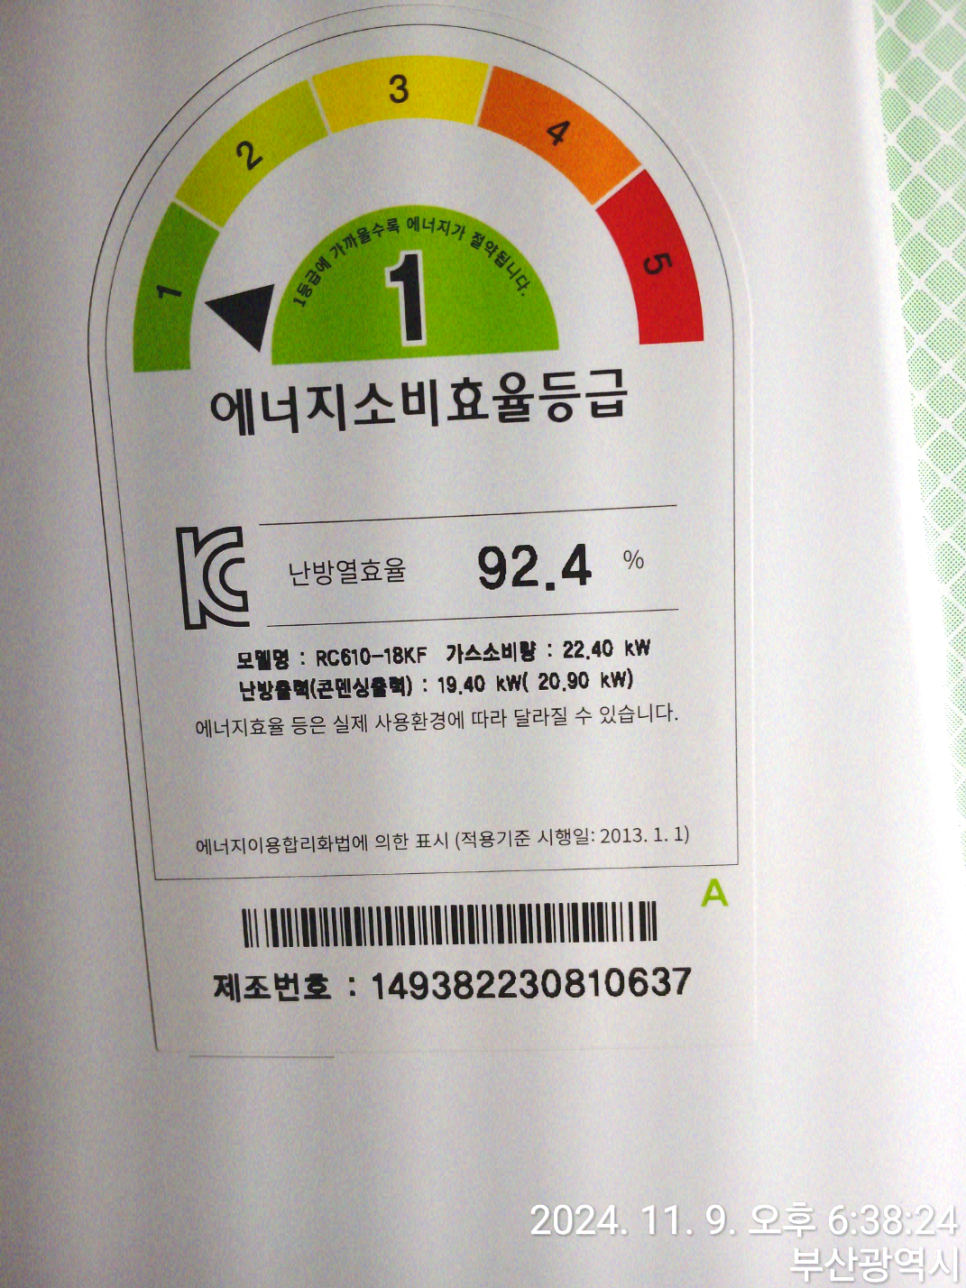 3
2
4
1
5
1등급에 가까울수록 에너지가 절약됩니다.
1
에너지소비효율등급
난방열효율 92.4 %
모델명 : RC610-18KF 가스소비량 : 22.40 kW
난방출력(콘덴싱출력) : 19.40 kW( 20.90 kW)
에너지효율 등은 실제 사용환경에 따라 달라질 수 있습니다.
에너지이용합리화법에 의한 표시 (적용기준 시행일: 2013. 1. 1)
A
제조번호 : 149382230810637
2024. 11. 9. 오후 6:38:24
부산광역시